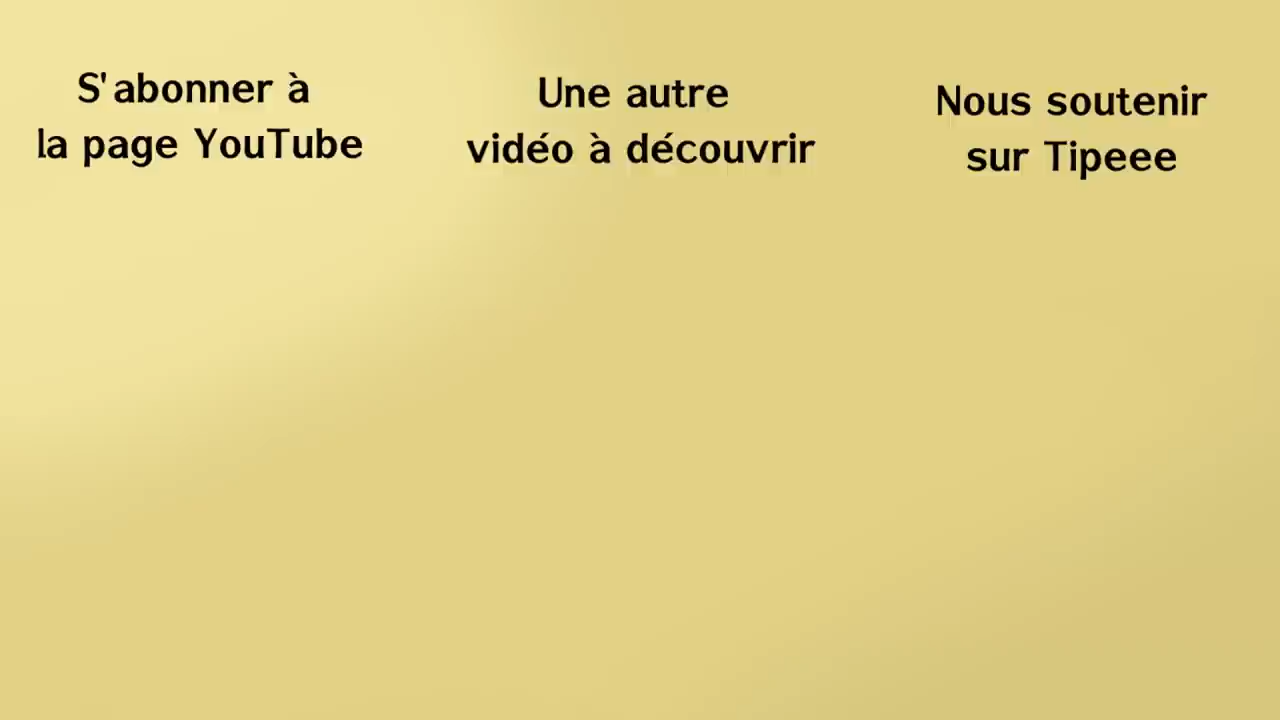 S'abonner à
la page YouTube
Une autre
vidéo à découvrir
Nous soutenir
sur Tipeee